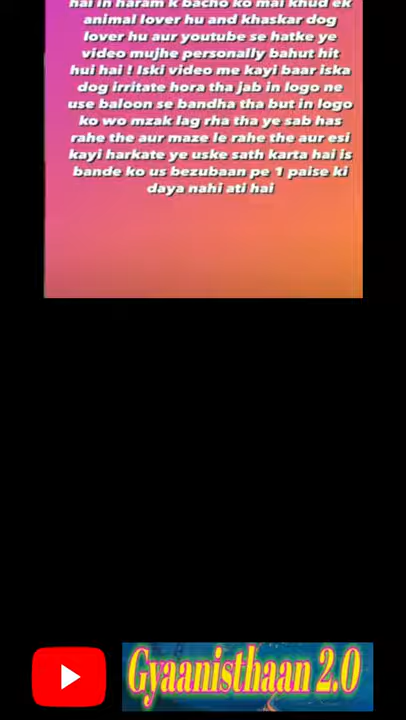 hai in haram k bacho ko mai khud ek
animal lover hu and khaskar dog
lover hu aur youtube se hatke ye
video mujhe personally bahut hit
hui hai ! Iski video me kayi baar iska
dog irritate hora tha jab in logo ne
use baloon se bandha tha but in logo
ko wo mzak lag rha tha ye sab has
rahe the aur maze le rahe the aur esi
kayi harkate ye uske sath karta hai is
bande ko us bezubaan pe 1 paise ki
daya nahi ati hai
Gyaanisthaan 2.0